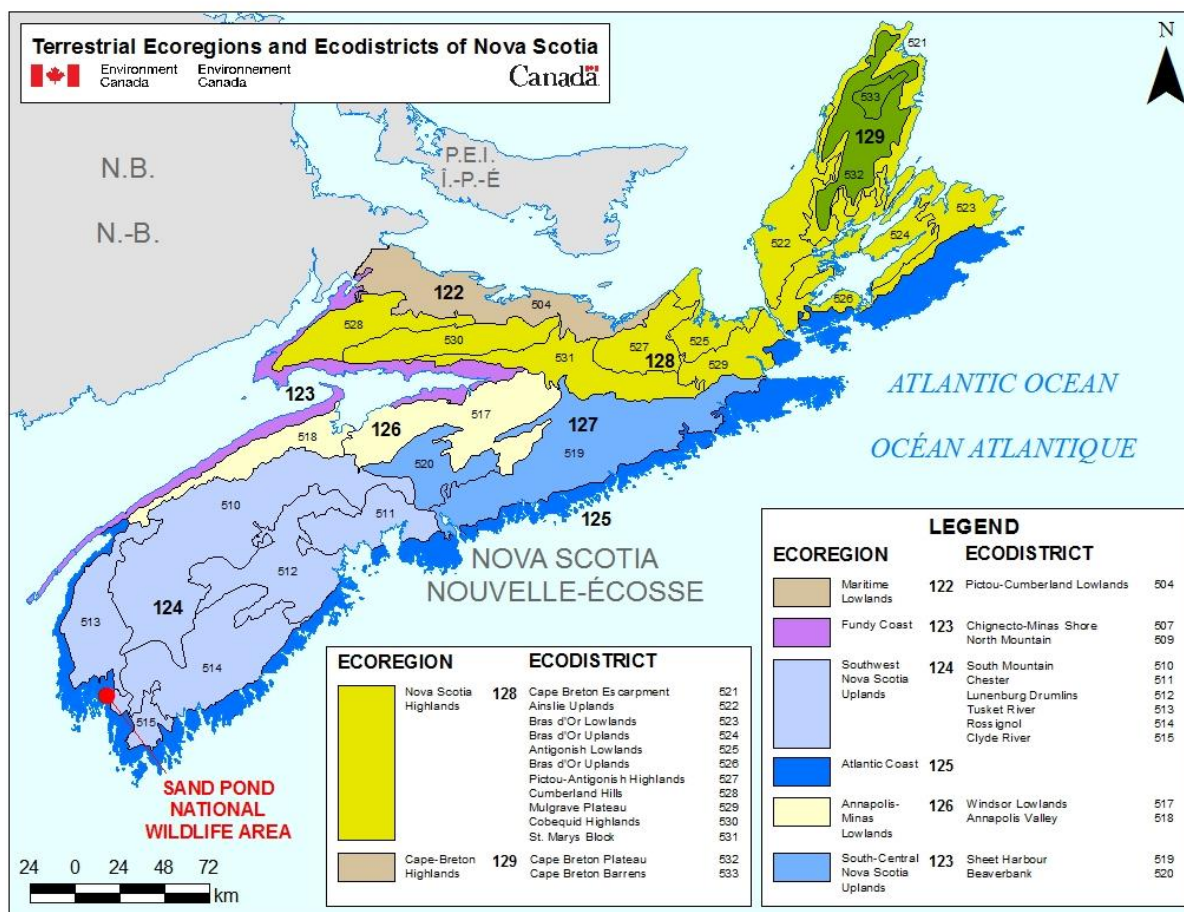 Terrestrial Ecoregions and Ecodistricts of Nova Scotia
Environment Canada
Environnement Canada
Canada
N
N.B.
N.-B.
P.E.I.
Î.-P.-É
521
533
129
532
523
522
524
526
122
504
528
530
527
525
128
531
529
123
517
126
518
127
519
520
510
511
125
512
124
513
514
515
ATLANTIC OCEAN
OCÉAN ATLANTIQUE
NOVA SCOTIA
NOUVELLE-ÉCOSSE
SAND POND
NATIONAL
WILDLIFE AREA
24 0 24 48 72
km
ECOREGION ECODISTRICT
Nova Scotia Highlands 128 Cape Breton Escarpment 521
Ainslie Uplands 522
Bras d'Or Lowlands 523
Bras d'Or Uplands 524
Antigonish Lowlands 525
Bras d'Or Uplands 526
Pictou-Antigonish Highlands 527
Cumberland Hills 528
Mulgrave Plateau 529
Cobequid Highlands 530
St. Marys Block 531
Cape-Breton Highlands 129 Cape Breton Plateau 532
Cape Breton Barrens 533
LEGEND
ECOREGION ECODISTRICT
Maritime Lowlands 122 Pictou-Cumberland Lowlands 504
Fundy Coast 123 Chignecto-Minas Shore 507
North Mountain 509
Southwest Nova Scotia Uplands 124 South Mountain 510
Chester 511
Lunenburg Drumlins 512
Tusket River 513
Rossignol 514
Clyde River 515
Atlantic Coast 125
Annapolis-Minas Lowlands 126 Windsor Lowlands 517
Annapolis Valley 518
South-Central Nova Scotia Uplands 123 Sheet Harbour 519
Beaverbank 520